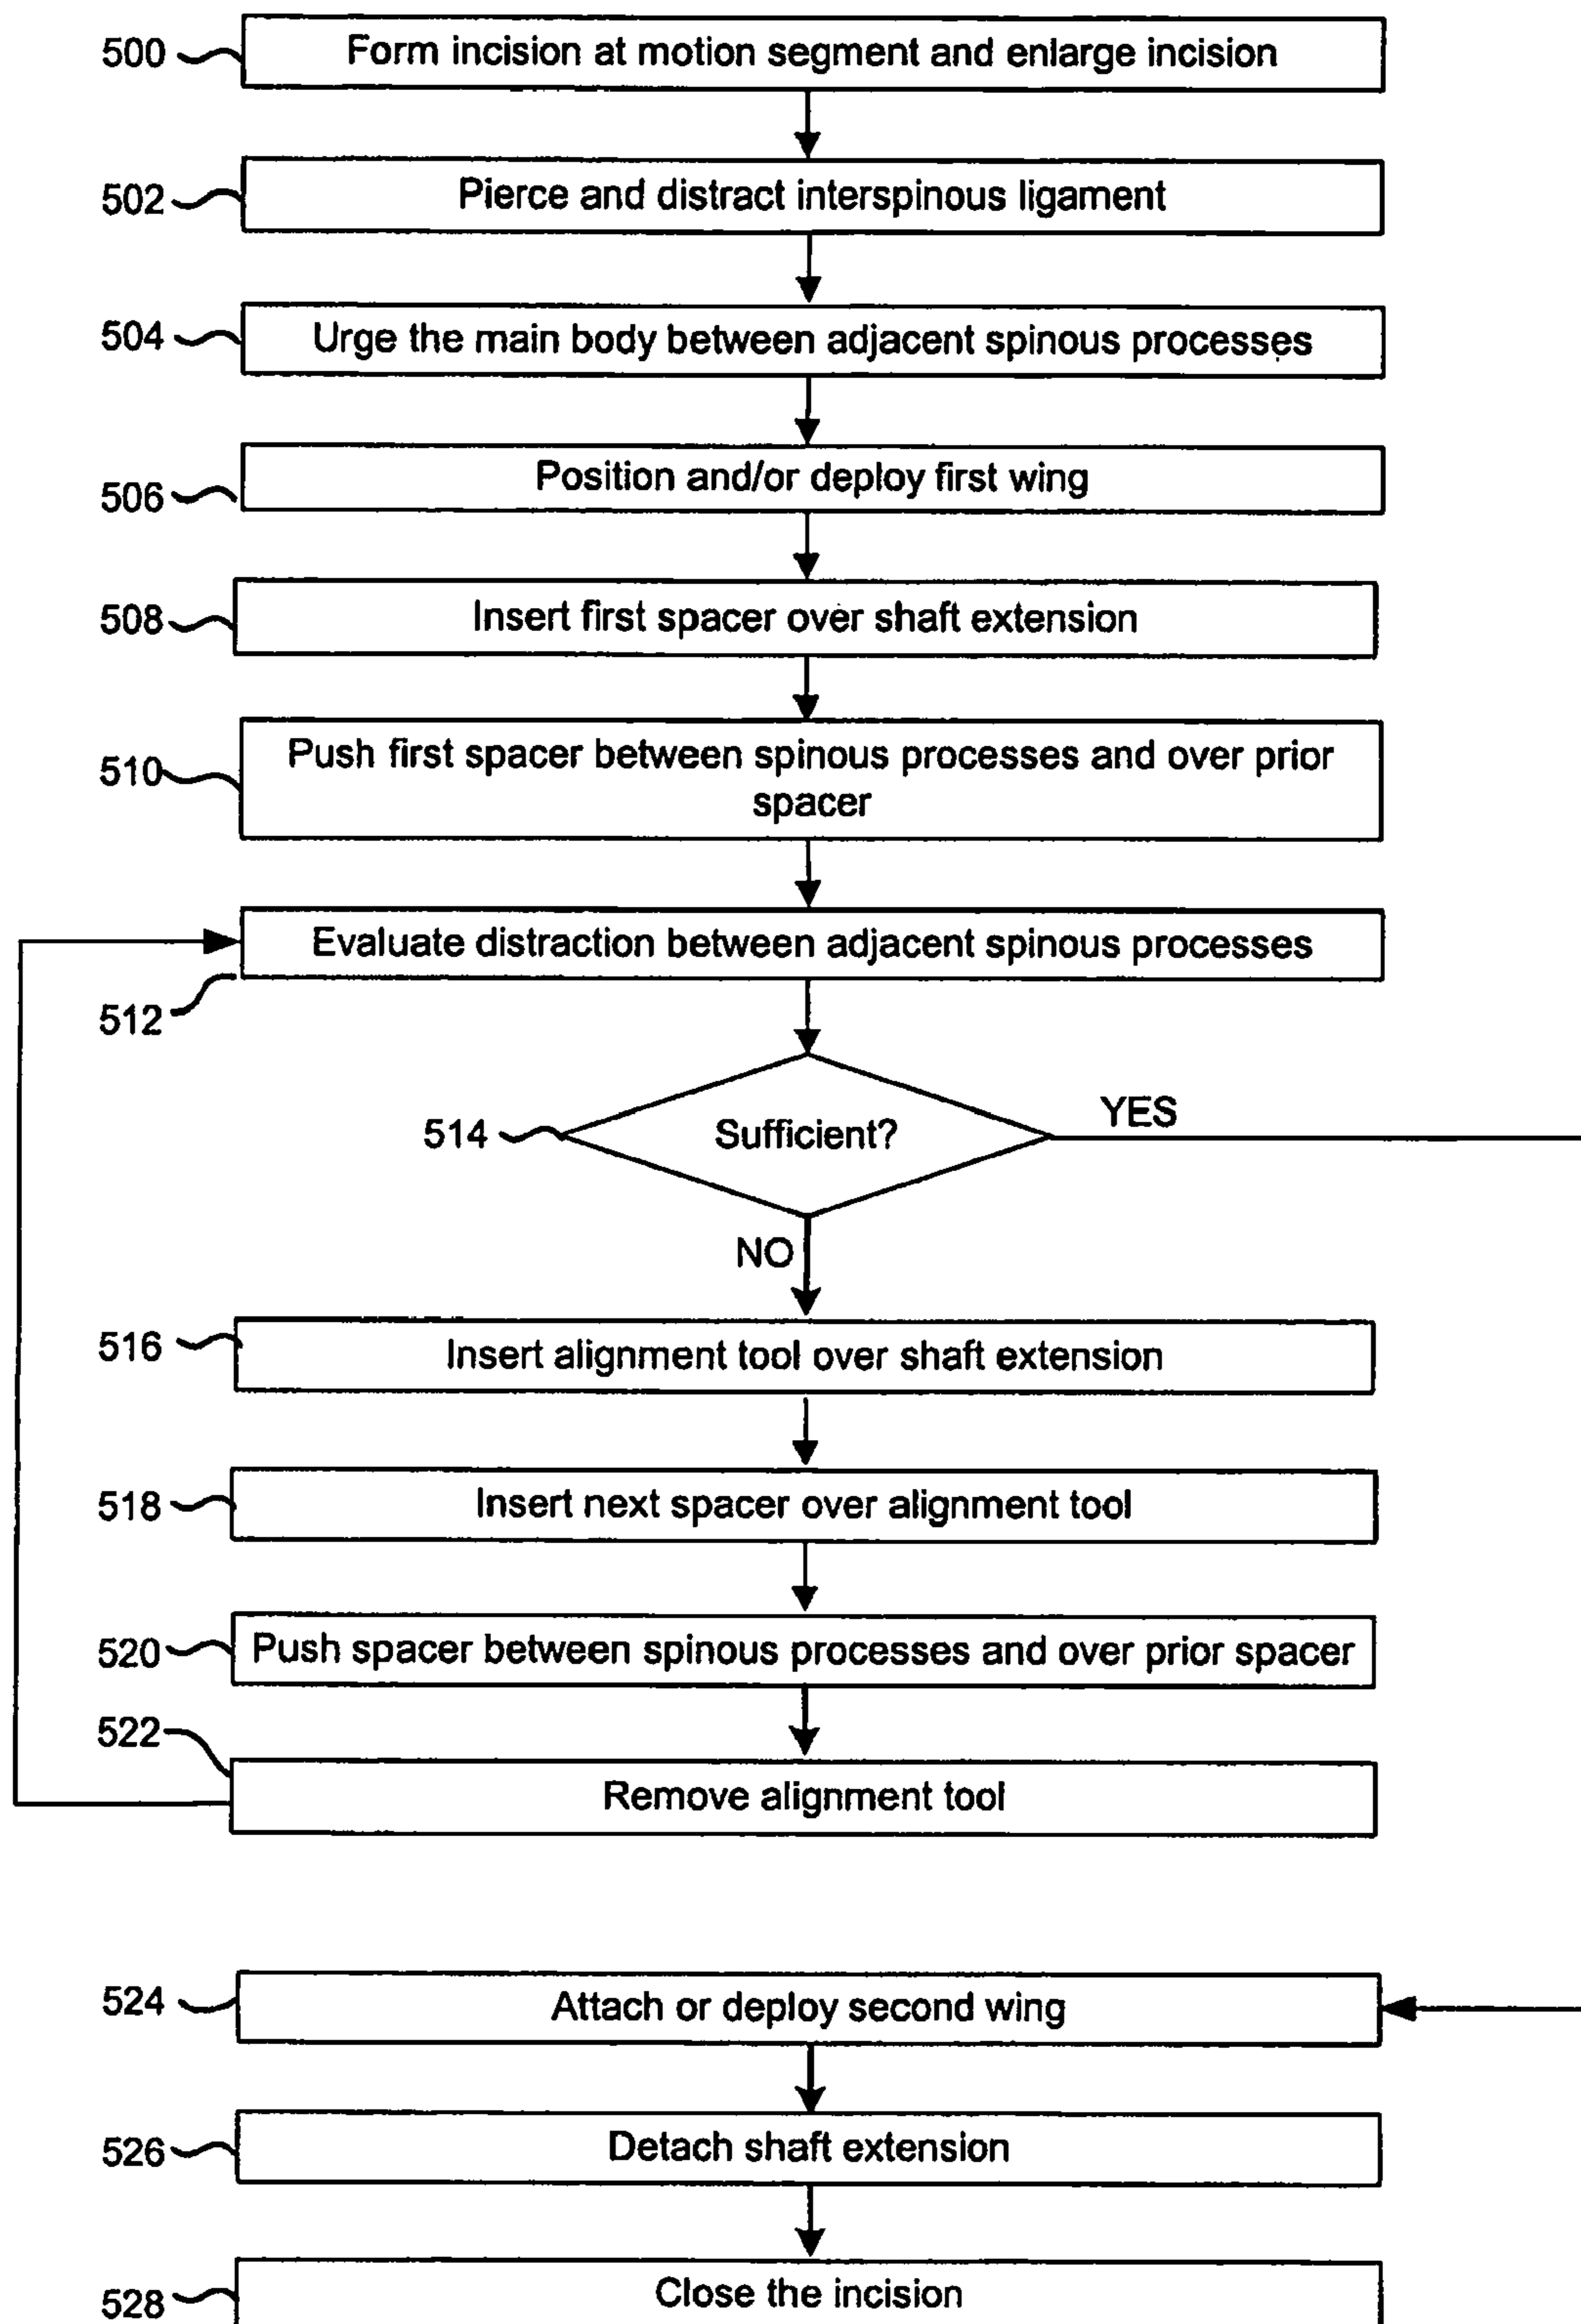 500 Form incision at motion segment and enlarge incision
502 Pierce and distract interspinous ligament
504 Urge the main body between adjacent spinous processes
506 Position and/or deploy first wing
508 Insert first spacer over shaft extension
510 Push first spacer between spinous processes and over prior
spacer
Evaluate distraction between adjacent spinous processes
512
514 Sufficient? YES
NO
516 Insert alignment tool over shaft extension
518 Insert next spacer over alignment tool
520 Push spacer between spinous processes and over prior spacer
522
Remove alignment tool
524 Attach or deploy second wing
526 Detach shaft extension
528 Close the incision